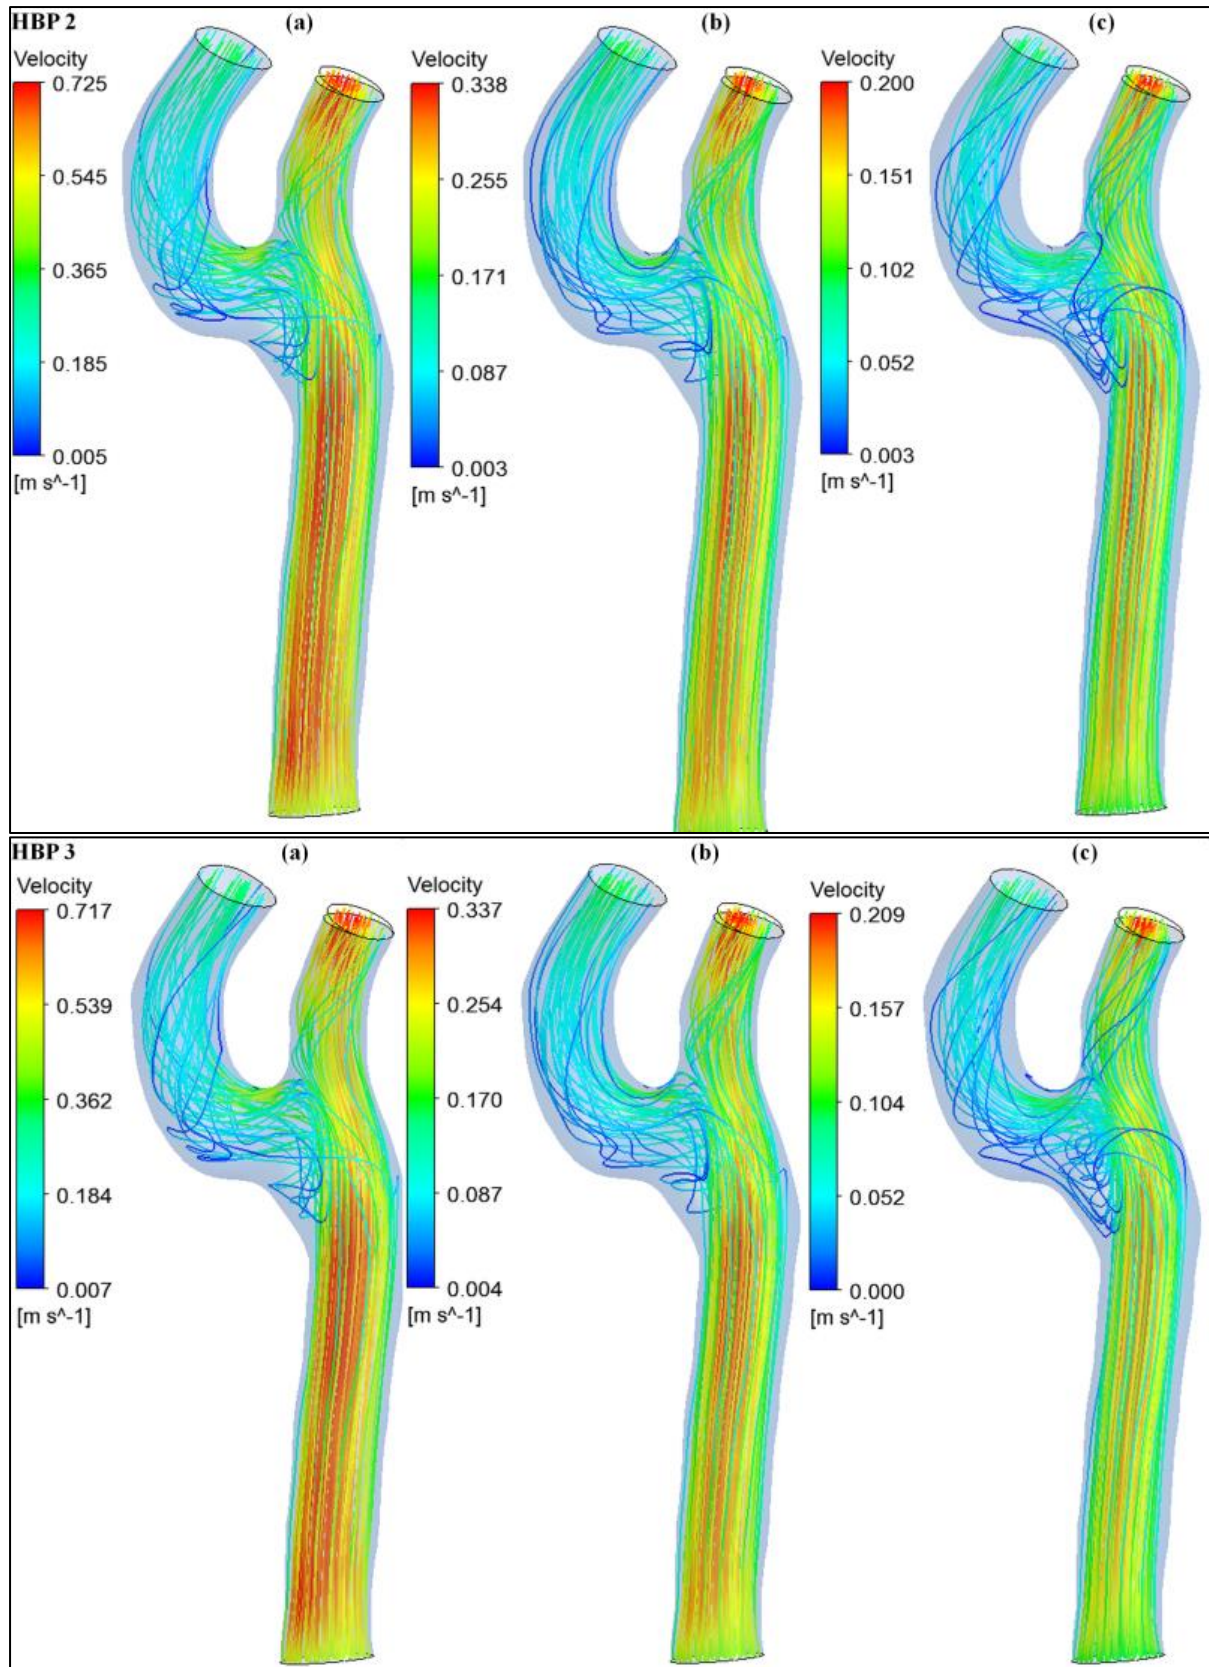 HBP 2
(a)
(b)
(c)
Velocity
0.725
0.545
0.365
0.185
0.005
[m s^-1]
Velocity
0.338
0.255
0.171
0.087
0.003
[m s^-1]
Velocity
0.200
0.151
0.102
0.052
0.003
[m s^-1]
HBP 3
(a)
(b)
(c)
Velocity
0.717
0.539
0.362
0.184
0.007
[m s^-1]
Velocity
0.337
0.254
0.170
0.087
0.004
[m s^-1]
Velocity
0.209
0.157
0.104
0.052
0.000
[m s^-1]